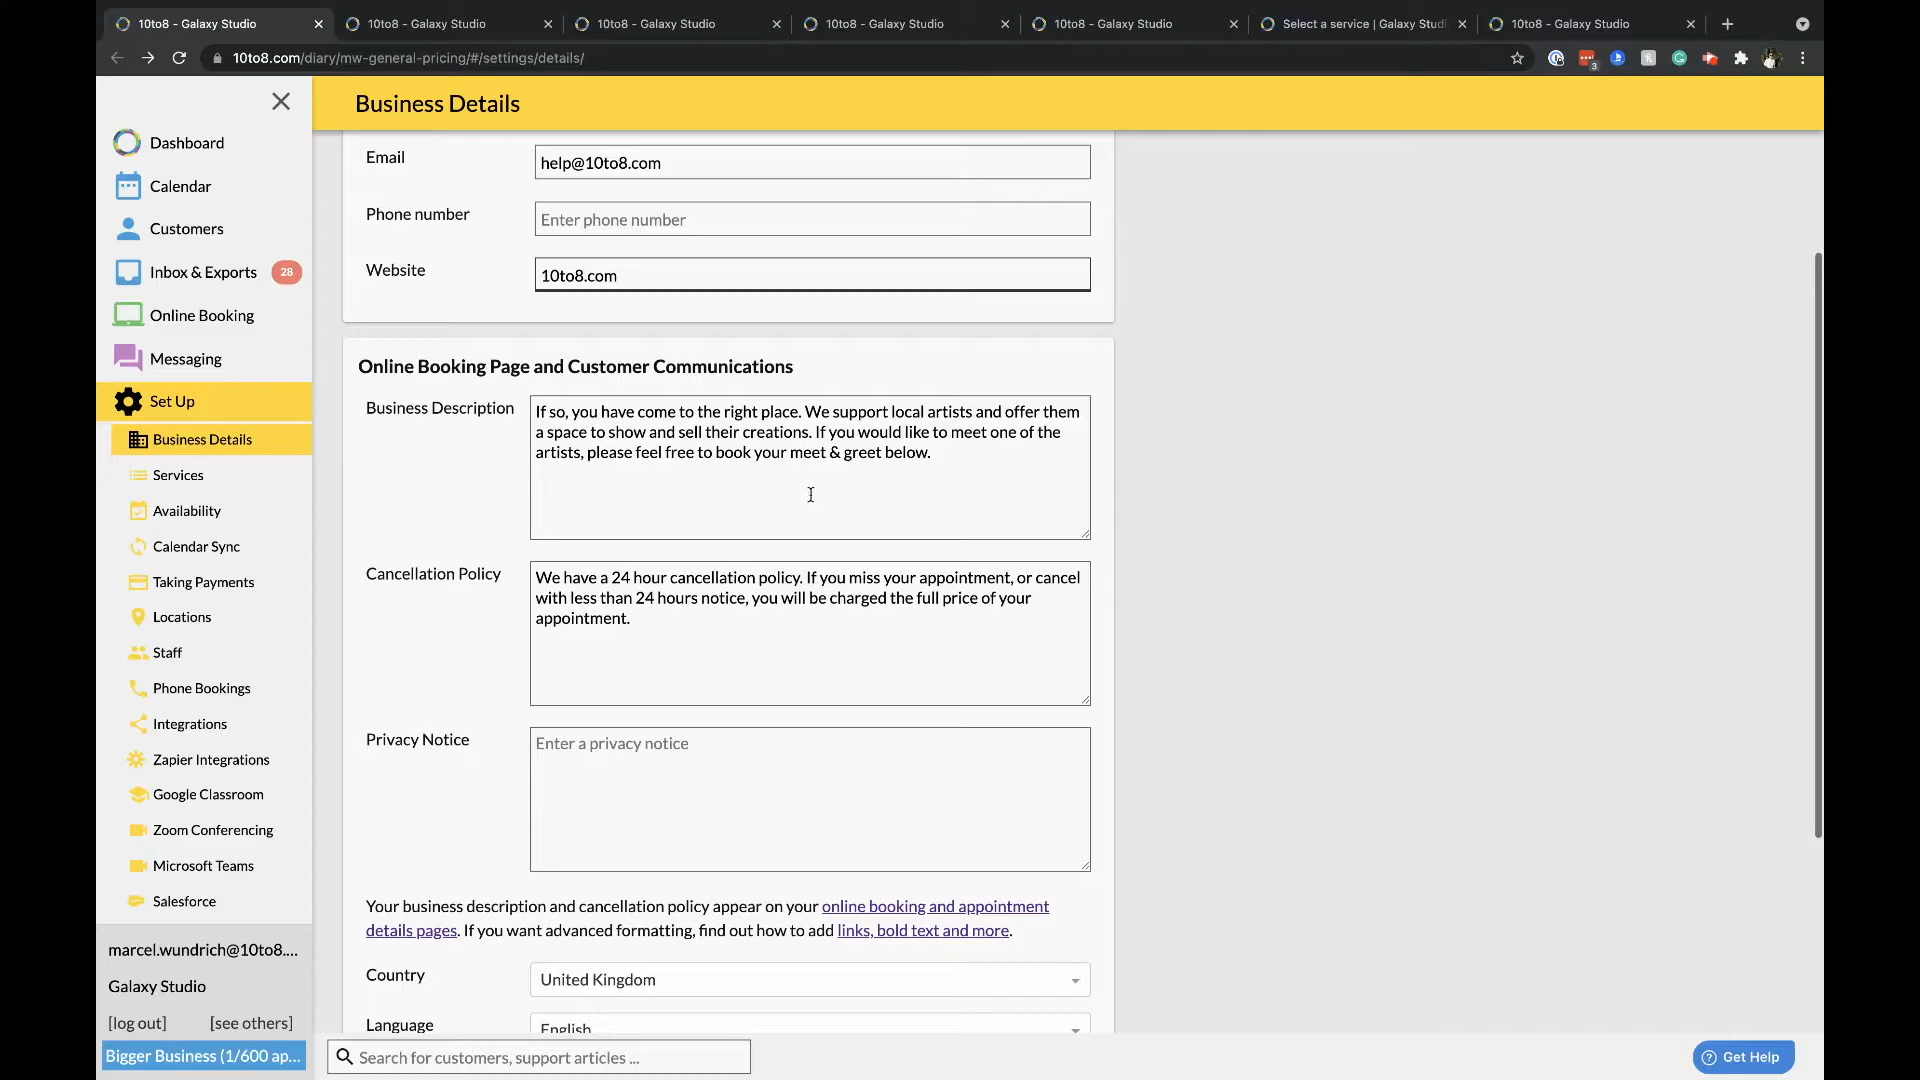 10to8 - Galaxy Studio
10to8 - Galaxy Studio
10to8 - Galaxy Studio
10to8 - Galaxy Studio
10to8 - Galaxy Studio
Select a service | Galaxy Stud
10to8 - Galaxy Studio
10to8.com/diary/mw-general-pricing/#/settings/details/
3
Business Details
Dashboard
Calendar
Customers
Inbox & Exports 28
Online Booking
Messaging
Set Up
Business Details
Services
Availability
Calendar Sync
Taking Payments
Locations
Staff
Phone Bookings
Integrations
Zapier Integrations
Google Classroom
Zoom Conferencing
Microsoft Teams
Salesforce
marcel.wundrich@10to8....
Galaxy Studio
[log out] [see others]
Bigger Business (1/600 ap...
Email
help@10to8.com
Phone number
Enter phone number
Website
10to8.com
Online Booking Page and Customer Communications
Business Description
If so, you have come to the right place. We support local artists and offer them
a space to show and sell their creations. If you would like to meet one of the
artists, please feel free to book your meet & greet below.
Cancellation Policy
We have a 24 hour cancellation policy. If you miss your appointment, or cancel
with less than 24 hours notice, you will be charged the full price of your
appointment.
Privacy Notice
Enter a privacy notice
Your business description and cancellation policy appear on your online booking and appointment
details pages. If you want advanced formatting, find out how to add links, bold text and more.
Country
United Kingdom
Language
English
Search for customers, support articles ...
Get Help